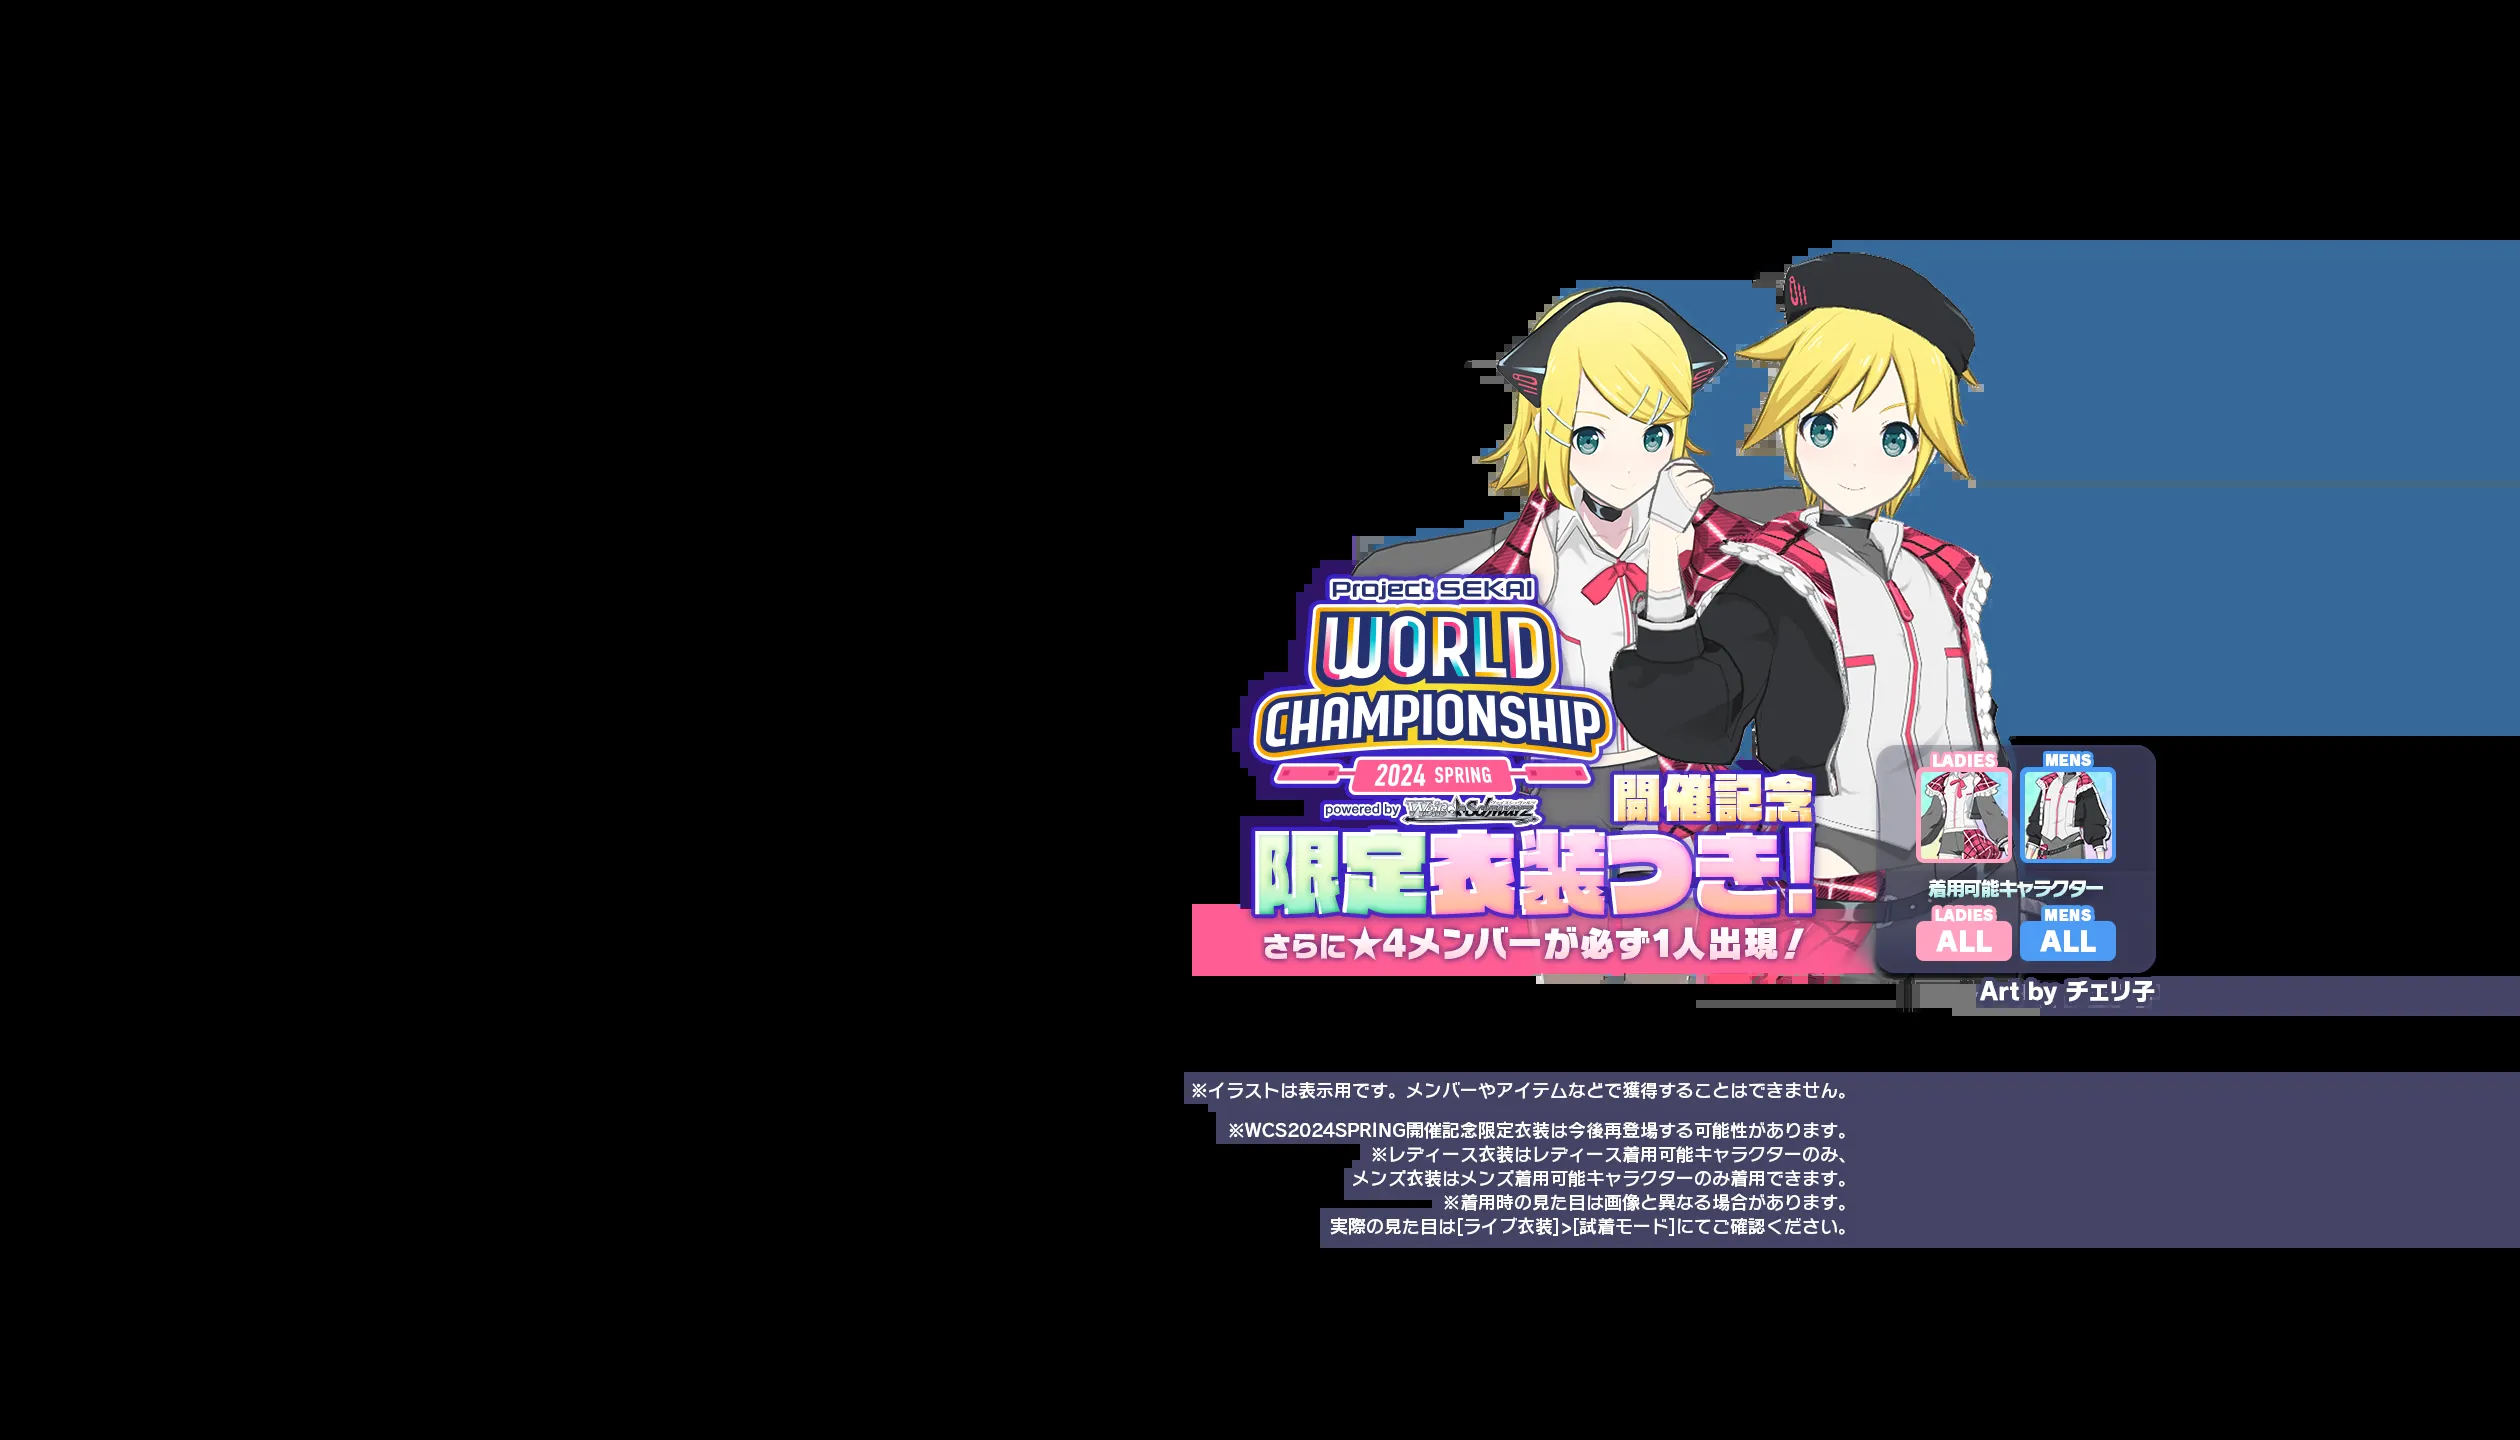 Project SEKAI
WORLD
CHAMPIONSHIP
2024 SPRING
powered by Weiẞ Schwarz
開催記念
限定衣装つき!
さらに★4メンバーが必ず1人出現!
LADIES
MENS
着用可能キャラクター
LADIES
MENS
ALL
ALL
Art by チェリ子
※イラストは表示用です。メンバーやアイテムなどで獲得することはできません。
※WCS2024SPRING開催記念限定衣装は今後再登場する可能性があります。
※レディース衣装はレディース着用可能キャラクターのみ、
メンズ衣装はメンズ着用可能キャラクターのみ着用できます。
※着用時の見た目は画像と異なる場合があります。
実際の見た目は[ライブ衣装]>[試着モード]にてご確認ください。